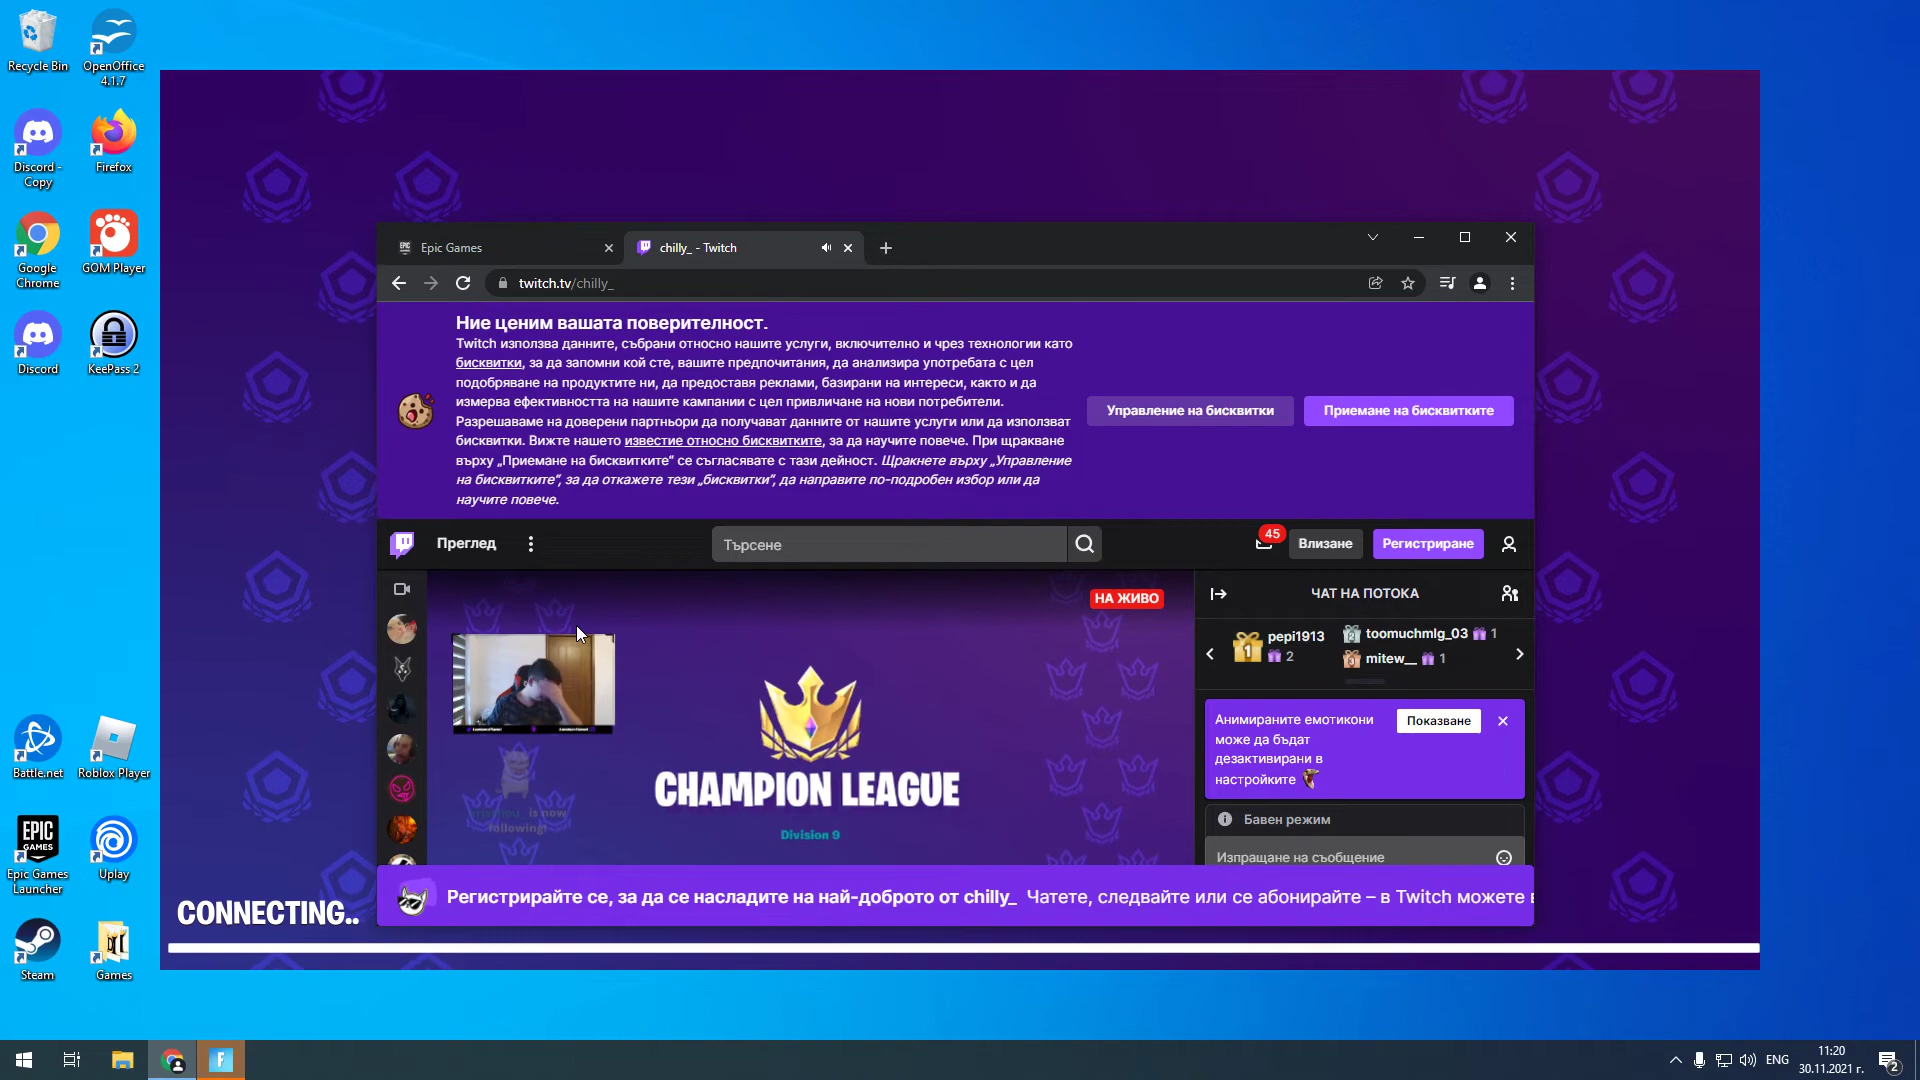 Recycle Bin
OpenOffice
4.1.7
Discord -
Copy
Firefox
Google
Chrome
GOM Player
Discord
KeePass 2
Battle.net
Roblox Player
EPIC
GAMES
Epic Games
Launcher
Uplay
Steam
Games
CONNECTING..
Epic Games
chilly_ - Twitch
twitch.tv/chilly_
Ние ценим вашата поверителност.
Twitch използва данните, събрани относно нашите услуги, включително и чрез технологии като
бисквитки, за да запомни кой сте, вашите предпочитания, да анализира употребата с цел
подобряване на продуктите ни, да предоставя реклами, базирани на интереси, както и да
измерва ефективността на нашите кампании с цел привличане на нови потребители.
Разрешаваме на доверени партньори да получават данните от нашите услуги или да използват
бисквитки. Вижте нашето известие относно бисквитките, за да научите повече. При щракване
върху „Приемане на бисквитките“ се съгласявате с тази дейност. Щракнете върху „Управление
на бисквитките“, за да откажете тези „бисквитки“, да направите по-подробен избор или да
научите повече.
Управление на бисквитки
Приемане на бисквитките
Преглед
Търсене
45
Влизане
Регистриране
НА ЖИВО
CHAMPION LEAGUE
Division 9
is now
following!
ЧАТ НА ПОТОКА
1
pepi1913
2
toomuchmlg_03 1
mitew__ 1
Анимираните емотикони
може да бъдат
дезактивирани в
настройките
Показване
Бавен режим
Изпращане на съобщение
Регистрирайте се, за да се насладите на най-доброто от chilly_ Чатете, следвайте или се абонирайте – в Twitch можете
ENG
11:20
30.11.2021 г.
2